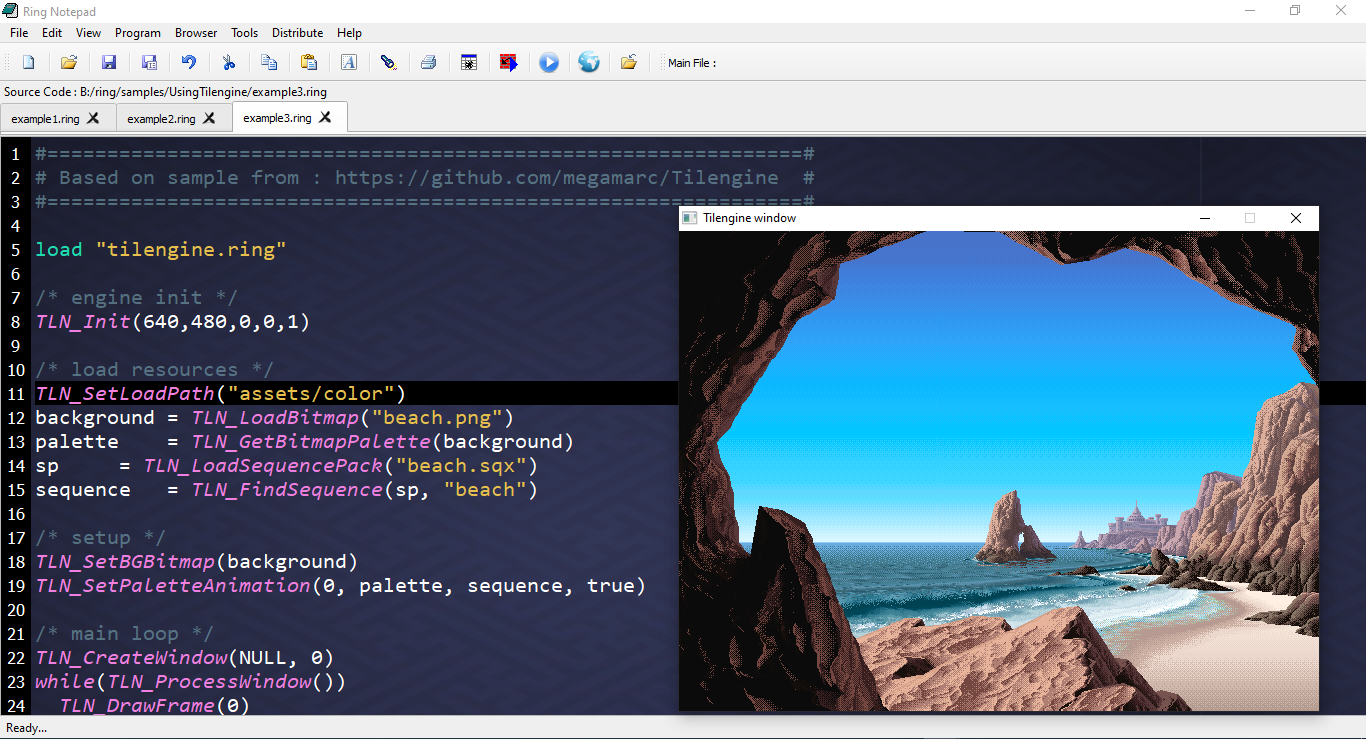 Ring Notepad
File Edit View Program Browser Tools Distribute Help
Main File :
Source Code : B:/ring/samples/UsingTilengine/example3.ring
example1.ring example2.ring example3.ring
1 #===============================================================#
2 # Based on sample from : https://github.com/megamarc/Tilengine  #
3 #===============================================================#
4
5 load "tilengine.ring"
6
7 /* engine init */
8 TLN_Init(640,480,0,0,1)
9
10 /* load resources */
11 TLN_SetLoadPath("assets/color")
12 background = TLN_LoadBitmap("beach.png")
13 palette    = TLN_GetBitmapPalette(background)
14 sp     = TLN_LoadSequencePack("beach.sqx")
15 sequence   = TLN_FindSequence(sp, "beach")
16
17 /* setup */
18 TLN_SetBGBitmap(background)
19 TLN_SetPaletteAnimation(0, palette, sequence, true)
20
21 /* main loop */
22 TLN_CreateWindow(NULL, 0)
23 while(TLN_ProcessWindow())
24   TLN_DrawFrame(0)
Tilengine window
Ready...